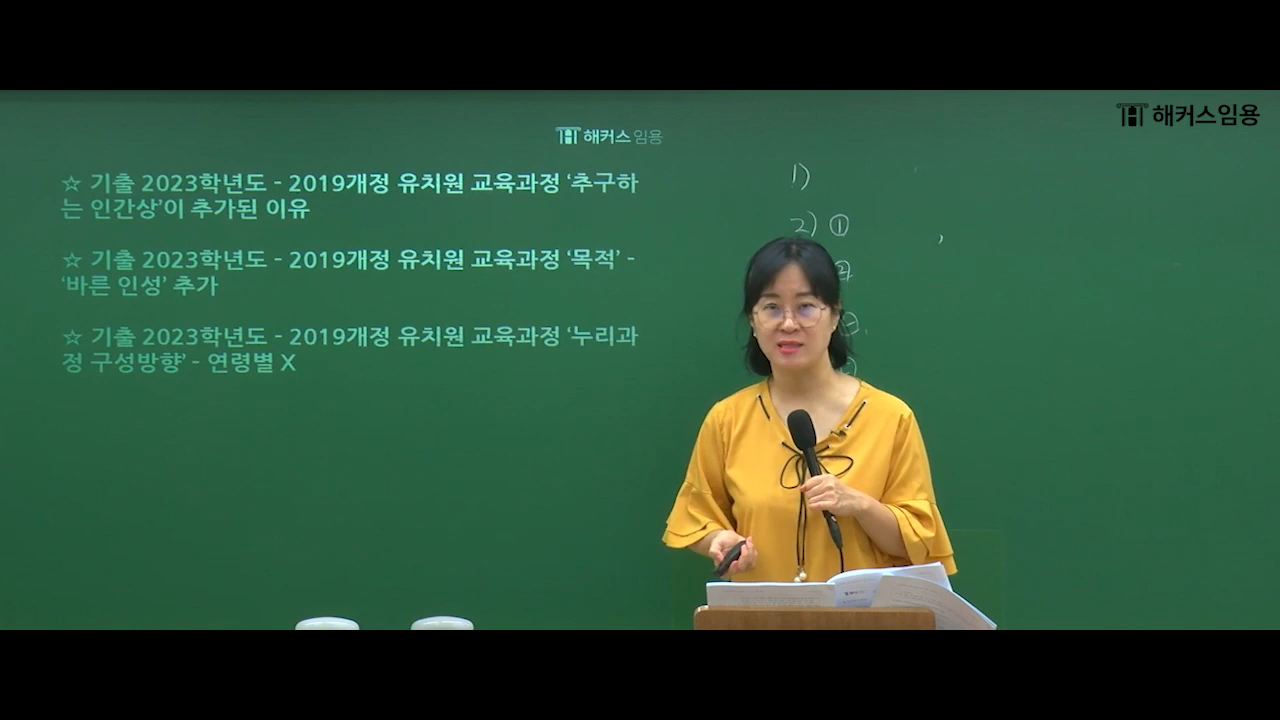 해커스임용
해커스임용
☆ 기출 2023학년도 - 2019개정 유치원 교육과정 ‘추구하
는 인간상’이 추가된 이유
☆ 기출 2023학년도 - 2019개정 유치원 교육과정 ‘목적’ -
‘바른 인성’ 추가
☆ 기출 2023학년도 - 2019개정 유치원 교육과정 ‘누리과
정 구성방향’ - 연령별 X
1)
2) ①
②